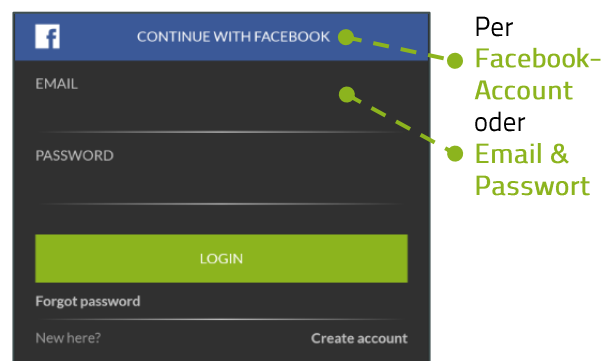 CONTINUE WITH FACEBOOK
EMAIL
PASSWORD
LOGIN
Forgot password
New here? Create account
Per
Facebook-
Account
oder
Email &
Passwort